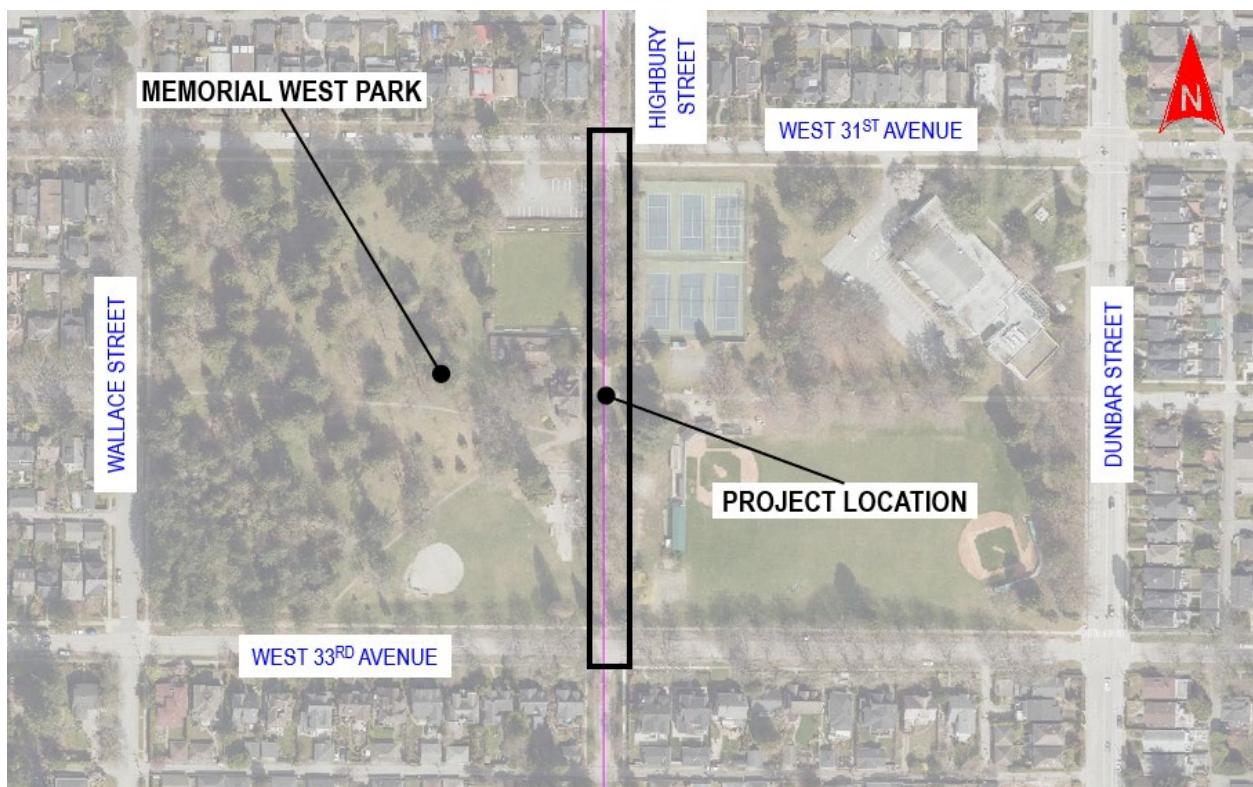 HIGHBURY
STREET
MEMORIAL WEST PARK
WEST 31ST AVENUE
N
WALLACE STREET
DUNBAR STREET
PROJECT LOCATION
WEST 33RD AVENUE